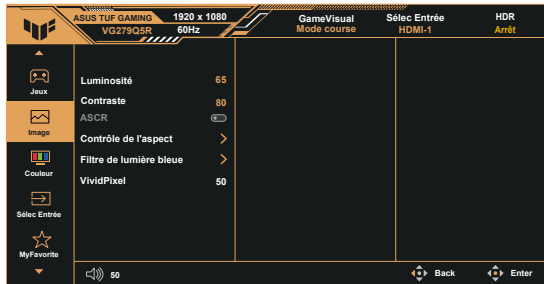 ASUS TUF GAMING 1920 x 1080 GameVisual Sélec Entrée HDR
VG279Q5R 60Hz Mode course HDMI-1 Arrêt
Jeux
Image
Couleur
Sélec Entrée
MyFavorite
Luminosité 65
Contraste 80
ASCR
Contrôle de l'aspect
Filtre de lumière bleue
VividPixel 50
50 Back Enter